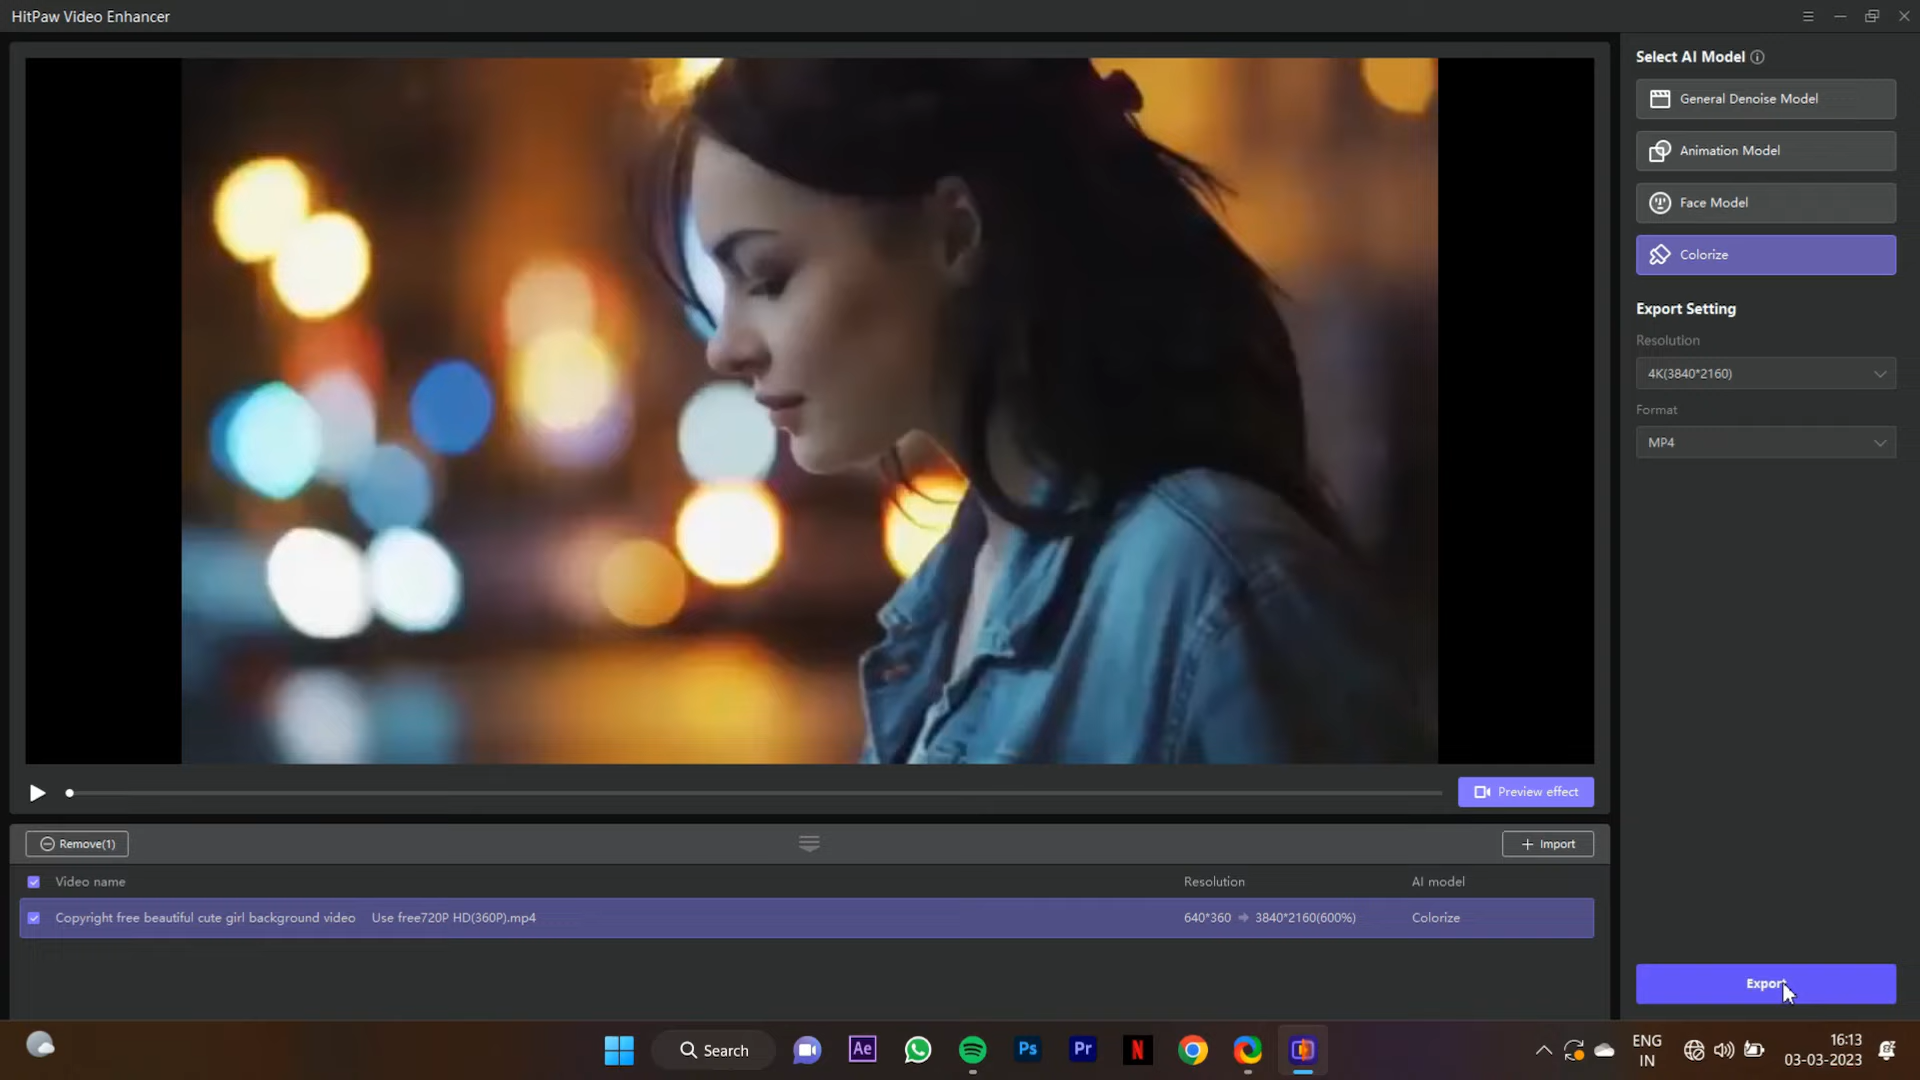 HitPaw Video Enhancer
Select AI Model
General Denoise Model
Animation Model
Face Model
Colorize
Export Setting
Resolution
4K(3840*2160)
Format
MP4
Preview effect
Remove(1)
Import
Video name
Resolution
AI model
Copyright free beautiful cute girl background video Use free720P HD(360P).mp4
640*360
3840*2160(600%)
Colorize
Export
Search
Ae
Ps
Pr
N
ENG
IN
16:13
03-03-2023